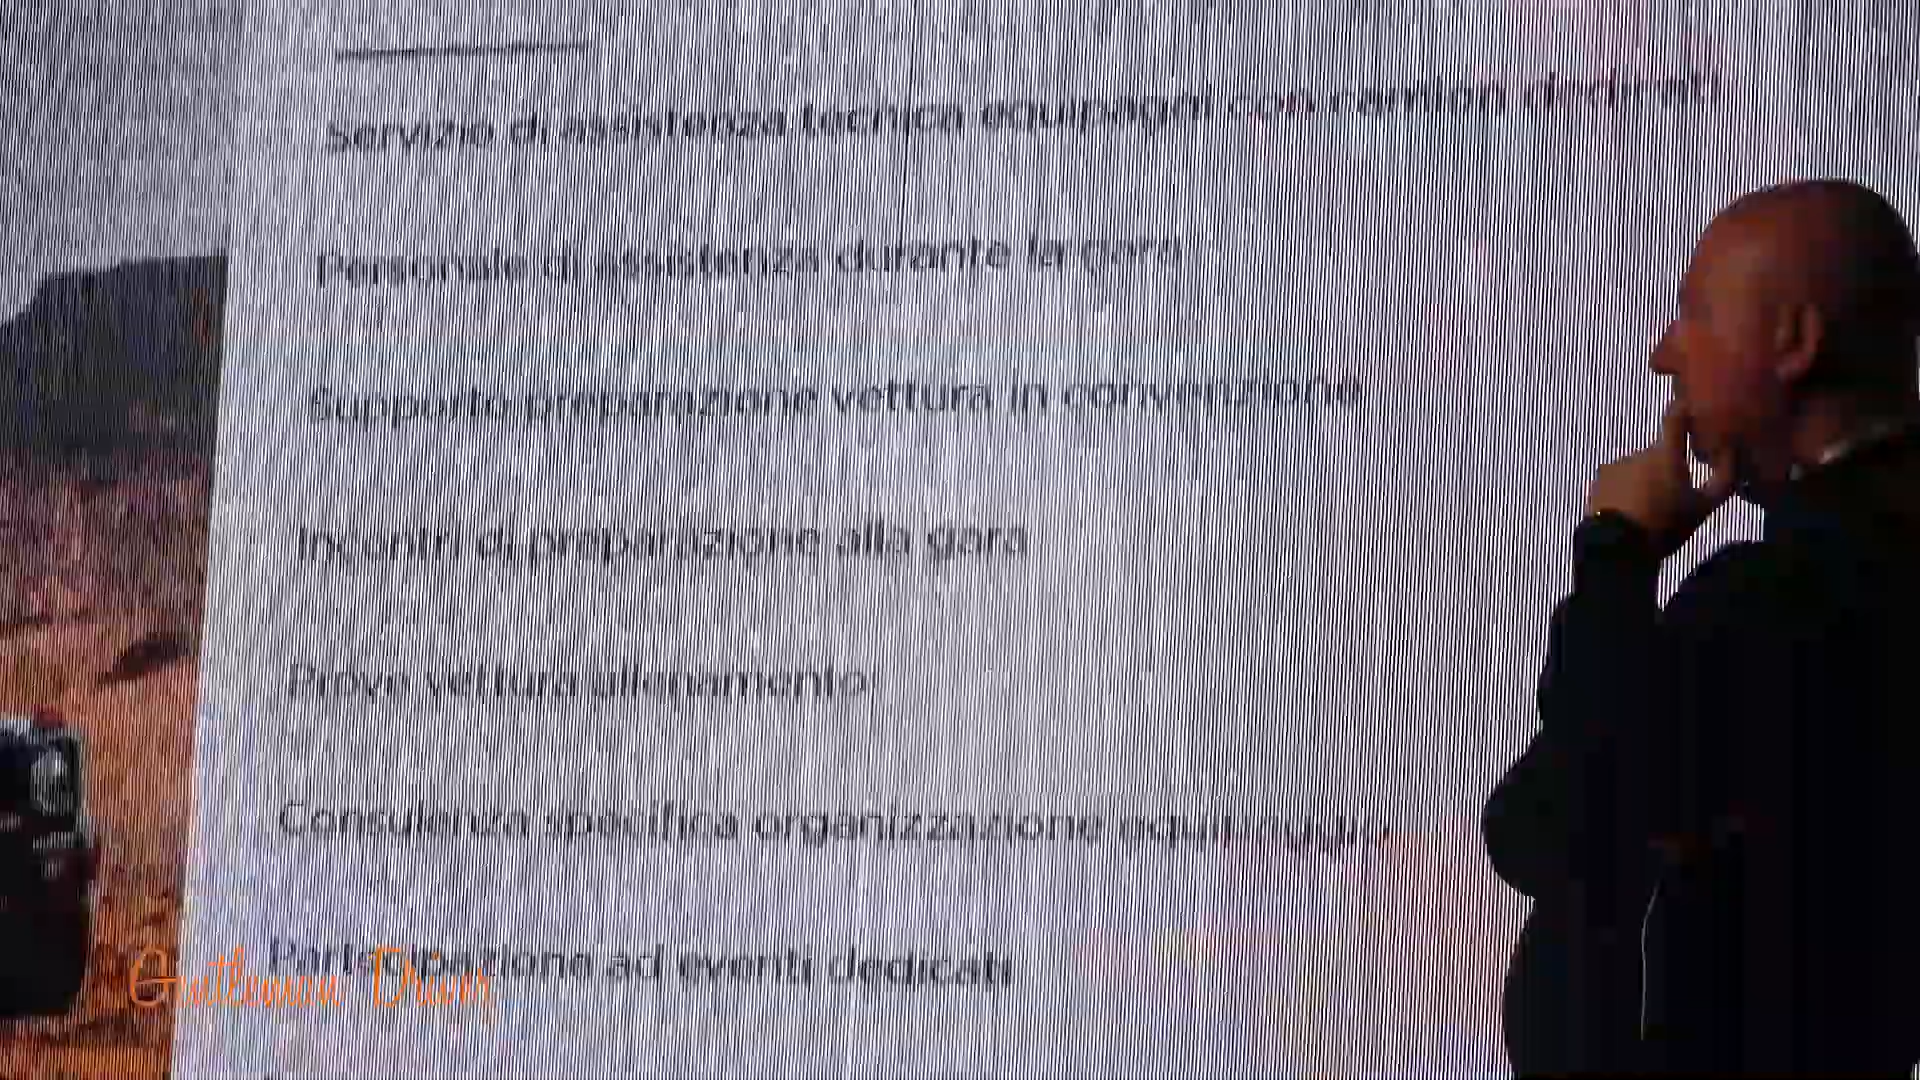 Servizio di assistenza tecnica equipaggi con camion dedicati
Personale di assistenza durante la gara
Supporto preparazione vettura in convenzione
Incontri di preparazione alla gara
Prove vettura allenamento
Consulenza specifica organizzazione equipaggio
Partecipazione ad eventi dedicati
Gentleman Driver